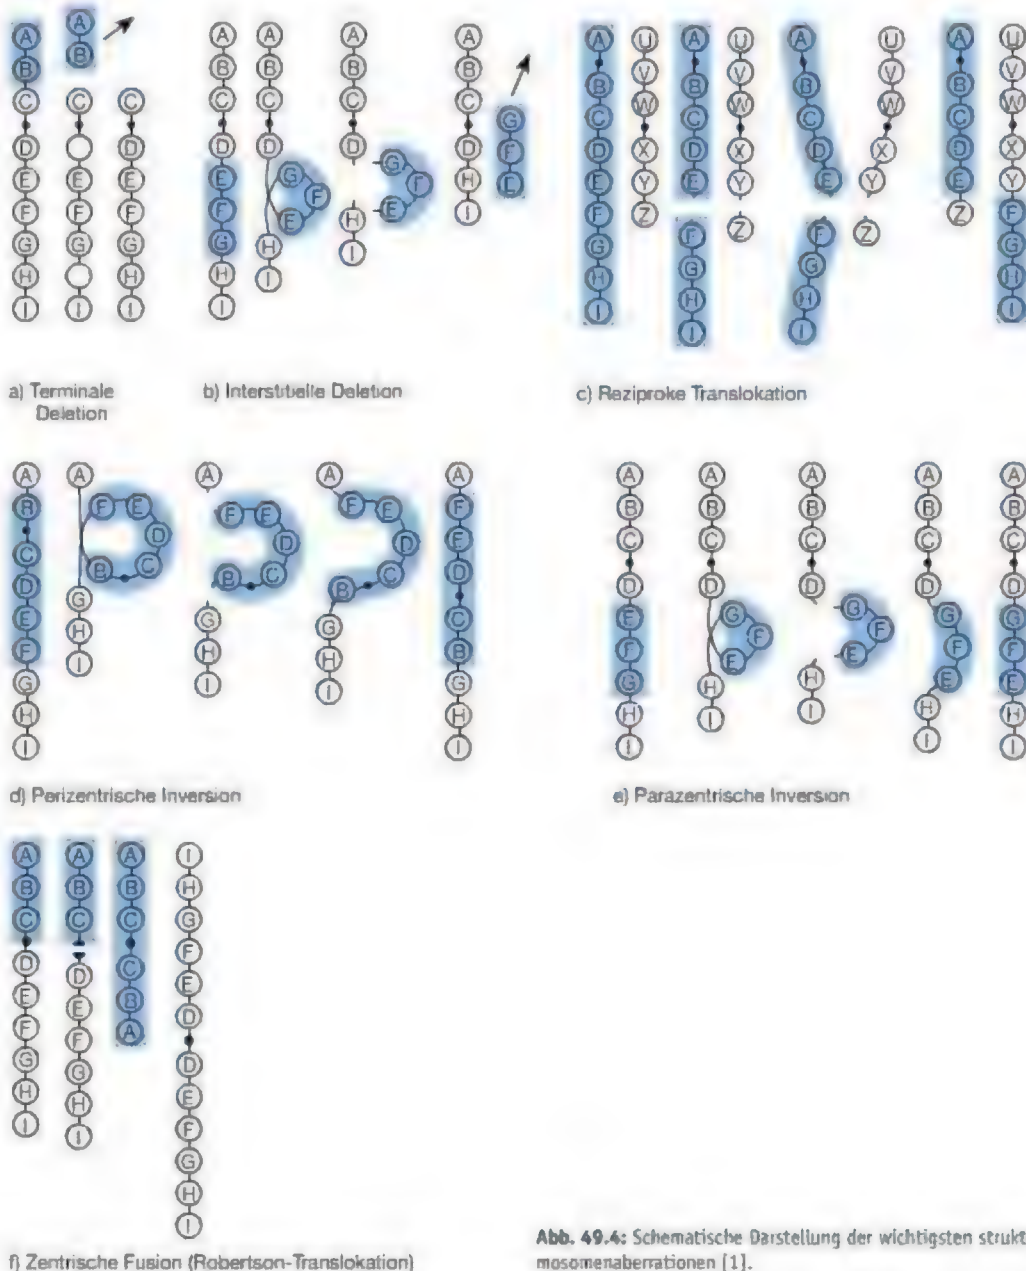 A B C D E F G H I
A B
C E F G I
C D E F G H I
A B C D E F G H I
A B C D G F E H I
A B C D G F E H I
A B C D H I
G F E
A B C D E F G H I
U V W X Y Z
A B C D E F G H I
U V W X Y Z
A B C D E F G H I
U V W X Y Z
A B C D E Z
U V W X Y F G H I
a) Terminale
Deletion
b) Interstitielle Deletion
c) Reziproke Translokation
A B C D E F G H I
A F E D C B G H I
A F E D C B G H I
A F E D C B G H I
A F E D C B G H I
A B C D E F G H I
A B C D G F E H I
A B C D G F E H I
A B C D G F E H I
A B C D G F E H I
d) Perizentrische Inversion
e) Parazentrische Inversion
A B C D E F G H I
A B C D E F G H I
A B C C B A
I H G F E D D E F G H I
f) Zentrische Fusion (Robertson-Translokation)
Abb. 49.4: Schematische Darstellung der wichtigsten strukt
mosomenaberrationen [1].